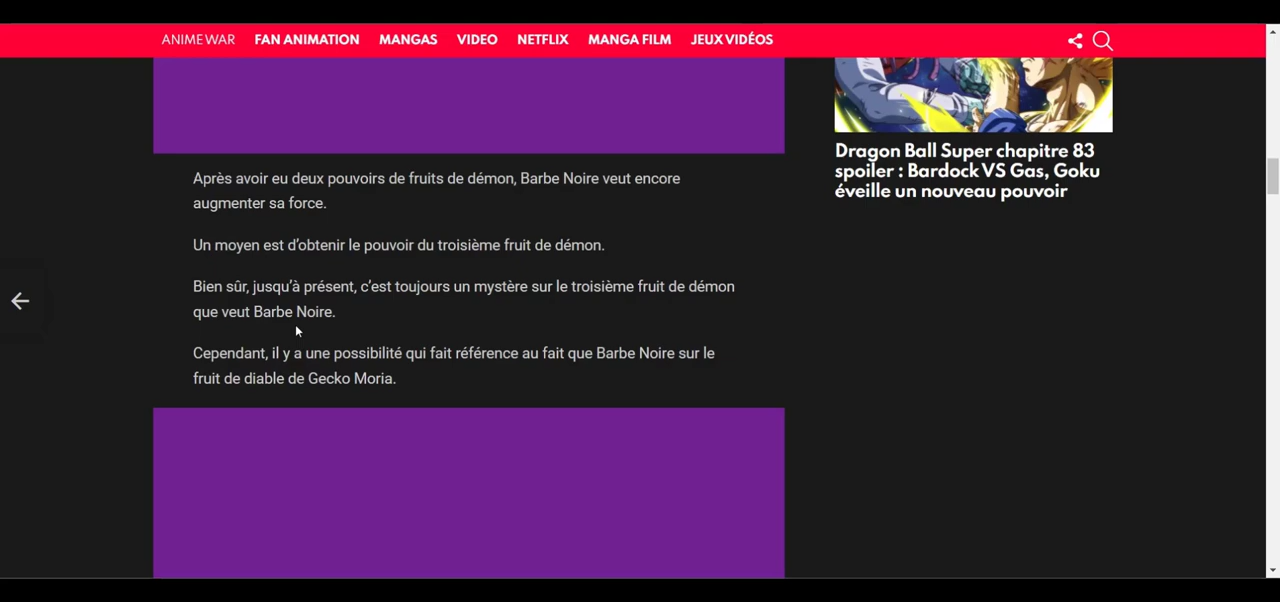 ANIMEWAR FAN ANIMATION MANGAS VIDEO NETFLIX MANGA FILM JEUX VIDÉOS
Après avoir eu deux pouvoirs de fruits de démon, Barbe Noire veut encore
augmenter sa force.
Un moyen est d’obtenir le pouvoir du troisième fruit de démon.
Bien sûr, jusqu’à présent, c’est toujours un mystère sur le troisième fruit de démon
que veut Barbe Noire.
Cependant, il y a une possibilité qui fait référence au fait que Barbe Noire sur le
fruit de diable de Gecko Moria.
Dragon Ball Super chapitre 83
spoiler : Bardock VS Gas, Goku
éveille un nouveau pouvoir